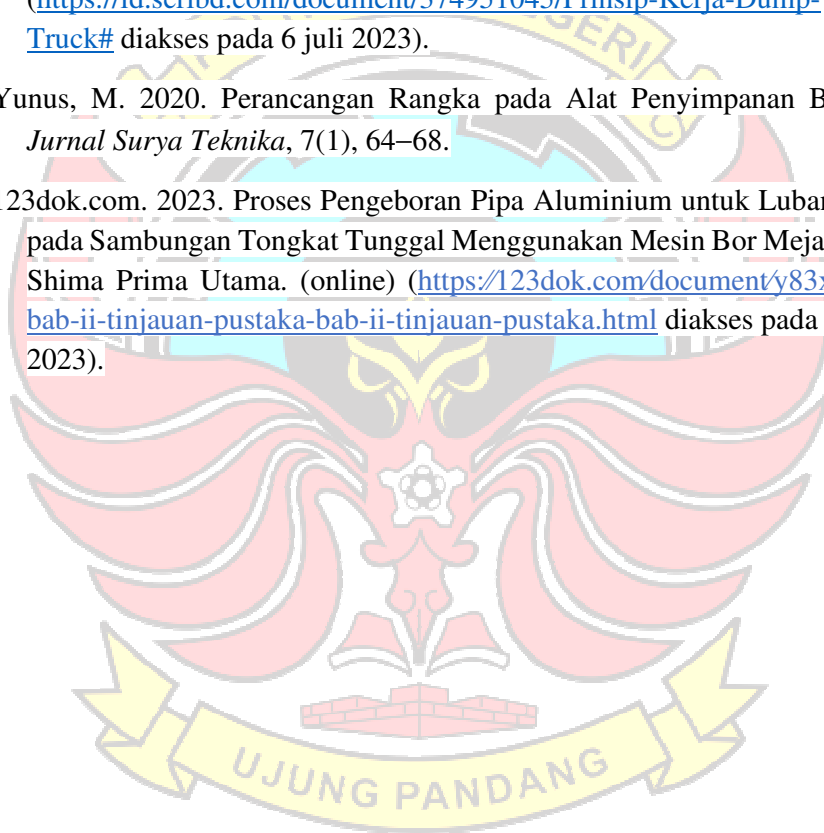 (https://id.scribd.com/document/374951045/Prinsip-Kerja-Dump-
Truck# diakses pada 6 juli 2023).
Yunus, M. 2020. Perancangan Rangka pada Alat Penyimpanan B
Jurnal Surya Teknika, 7(1), 64–68.
123dok.com. 2023. Proses Pengeboran Pipa Aluminium untuk Luban
pada Sambungan Tongkat Tunggal Menggunakan Mesin Bor Meja
Shima Prima Utama. (online) (https://123dok.com/document/y83x
bab-ii-tinjauan-pustaka-bab-ii-tinjauan-pustaka.html diakses pada
2023).
NEGERI
UJUNG PANDANG